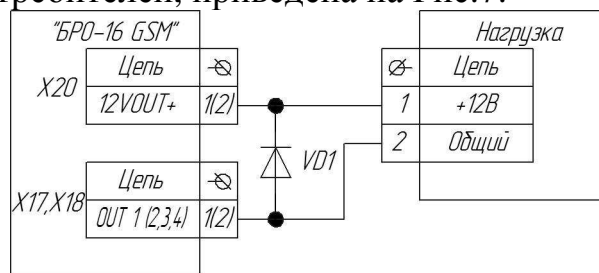 требителей, приведена на Рис.7.
"БРО-16 GSM"
Нагрузка
X20
Цепь
12VOUT+ 1(2)
Цепь
1 +12В
2 Общий
VD1
X17,X18
Цепь
OUT 1 (2,3,4) 1(2)